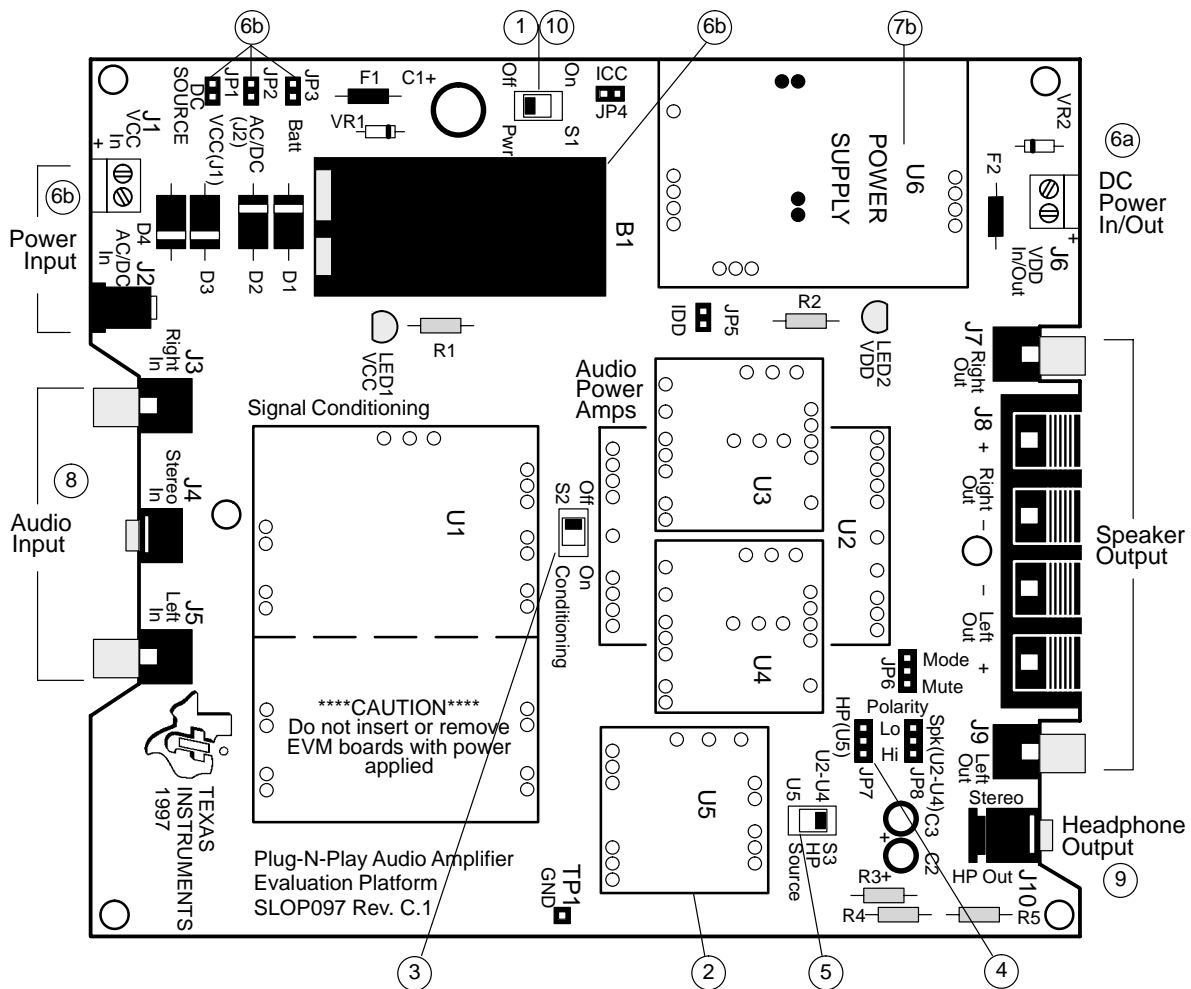 6b
1
10
6b
7b
JP1
JP2
JP3
DC
SOURCE
VCC(J1)
AC/DC
(J2)
Batt
F1
C1+
VR1
Off
On
Pwr
S1
ICC
JP4
POWER
SUPPLY
U6
VR2
F2
6a
DC
Power
In/Out
+
J6
VDD
In/Out
J1
VCC
In
+
6b
Power
Input
D4
AC/DC
In
J2
D3
D2
D1
B1
LED1
VCC
R1
IDD
JP5
R2
LED2
VDD
J7
Right
Out
J3
Right
In
Signal Conditioning
Audio
Power
Amps
J8
+
Right
Out
−
−
Left
Out
+
Speaker
Output
8
Audio
Input
J4
Stereo
In
J5
Left
In
U1
S2
Off
On
Conditioning
U3
U2
U4
JP6
Mode
Mute
Polarity
HP(U5)
Lo
Hi
Spk(U2-U4)
JP7
JP8
J9
Left
Out
****CAUTION****
Do not insert or remove
EVM boards with power
applied
TEXAS
INSTRUMENTS
1997
U5
U5
U2-U4
S3
HP
Source
+
C3
C2
Stereo
HP Out
J10
Headphone
Output
9
Plug-N-Play Audio Amplifier
Evaluation Platform
SLOP097 Rev. C.1
TP1
GND
R3+
R4
R5
3
2
5
4